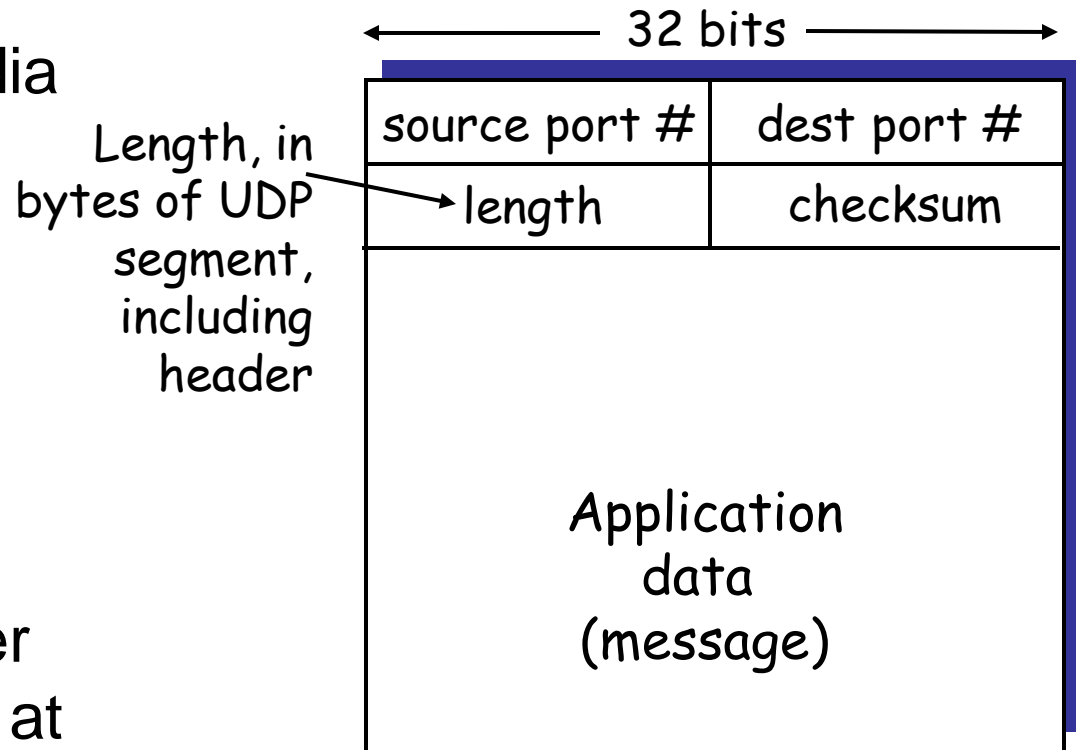 32 bits
lia
source port # dest port #
Length, in
bytes of UDP
segment,
including
header
length checksum
Application
data
(message)
er
at